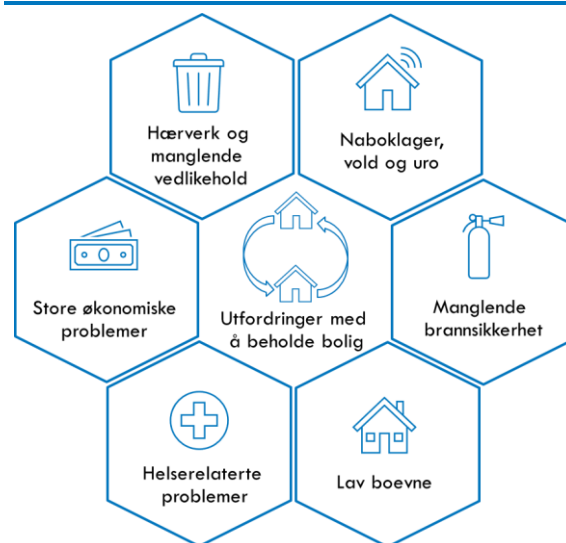 Hærverk og
manglende
vedlikehold
Naboklager,
vold og uro
Store økonomiske
problemer
Utfordringer med
å beholde bolig
Manglende
brannsikkerhet
Helserelaterte
problemer
Lav boevne